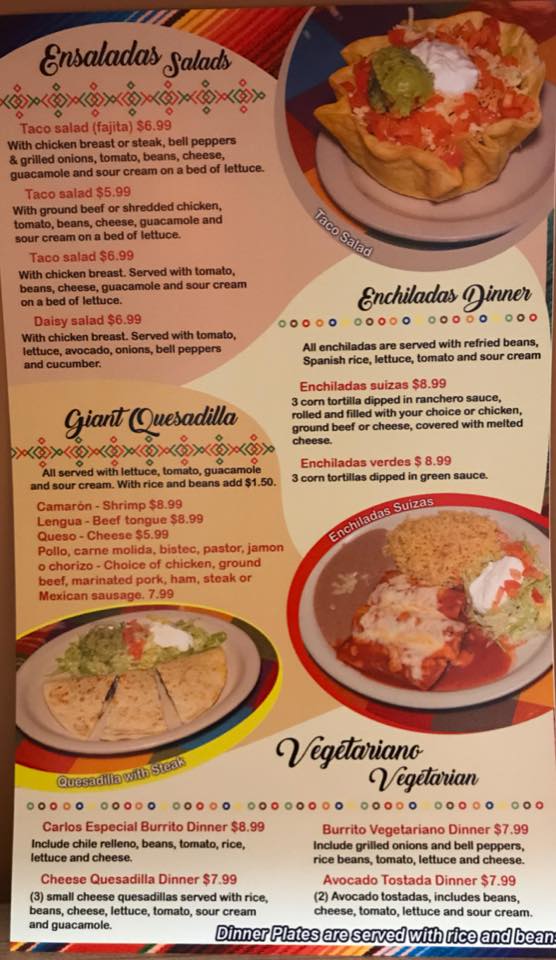 Ensaladas Salads
Taco salad (fajita) $6.99
With chicken breast or steak, bell peppers
& grilled onions, tomato, beans, cheese,
guacamole and sour cream on a bed of lettuce.
Taco salad $5.99
With ground beef or shredded chicken,
tomato, beans, cheese, guacamole and
sour cream on a bed of lettuce.
Taco salad $6.99
With chicken breast. Served with tomato,
beans, cheese, guacamole and sour cream
on a bed of lettuce.
Daisy salad $6.99
With chicken breast. Served with tomato,
lettuce, avocado, onions, bell peppers
and cucumber.
Taco Salad
Enchiladas Dinner
All enchiladas are served with refried beans,
Spanish rice, lettuce, tomato and sour cream
Enchiladas suizas $8.99
3 corn tortilla dipped in ranchero sauce,
rolled and filled with your choice or chicken,
ground beef or cheese, covered with melted
cheese.
Enchiladas verdes $ 8.99
3 corn tortillas dipped in green sauce.
Enchiladas Suizas
Giant Quesadilla
All served with lettuce, tomato, guacamole
and sour cream. With rice and beans add $1.50.
Camarón - Shrimp $8.99
Lengua - Beef tongue $8.99
Queso - Cheese $5.99
Pollo, carne molida, bistec, pastor, jamon
o chorizo - Choice of chicken, ground
beef, marinated pork, ham, steak or
Mexican sausage. 7.99
Quesadilla with Steak
Vegetariano
Vegetarian
Carlos Especial Burrito Dinner $8.99
Include chile relleno, beans, tomato, rice,
lettuce and cheese.
Cheese Quesadilla Dinner $7.99
(3) small cheese quesadillas served with rice,
beans, cheese, lettuce, tomato, sour cream
and guacamole.
Burrito Vegetariano Dinner $7.99
Include grilled onions and bell peppers,
rice beans, tomato, lettuce and cheese.
Avocado Tostada Dinner $7.99
(2) Avocado tostadas, includes beans,
cheese, tomato, lettuce and sour cream.
Dinner Plates are served with rice and bean